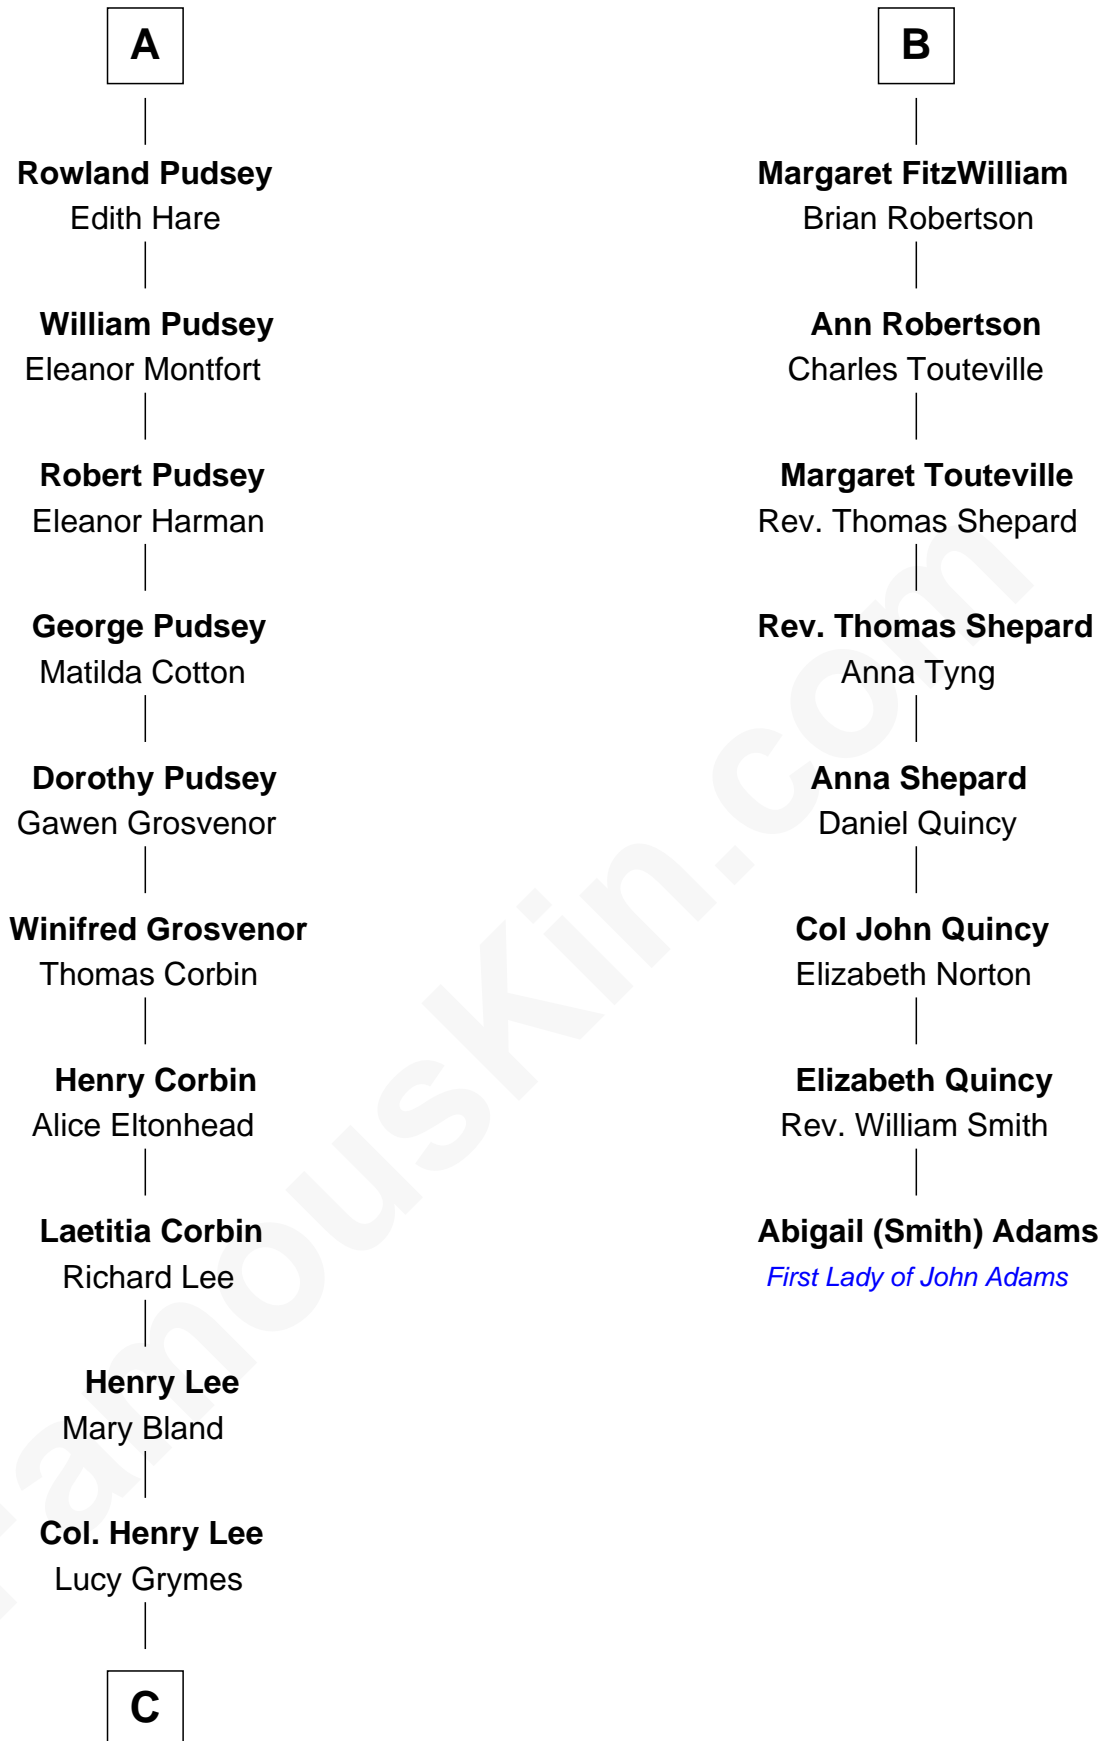 A
Rowland Pudsey
Edith Hare
William Pudsey
Eleanor Montfort
Robert Pudsey
Eleanor Harman
George Pudsey
Matilda Cotton
Dorothy Pudsey
Gawen Grosvenor
Winifred Grosvenor
Thomas Corbin
Henry Corbin
Alice Eltonhead
Laetitia Corbin
Richard Lee
Henry Lee
Mary Bland
Col. Henry Lee
Lucy Grymes
C
B
Margaret FitzWilliam
Brian Robertson
Ann Robertson
Charles Touteville
Margaret Touteville
Rev. Thomas Shepard
Rev. Thomas Shepard
Anna Tyng
Anna Shepard
Daniel Quincy
Col John Quincy
Elizabeth Norton
Elizabeth Quincy
Rev. William Smith
Abigail (Smith) Adams
First Lady of John Adams
FamousKin.com